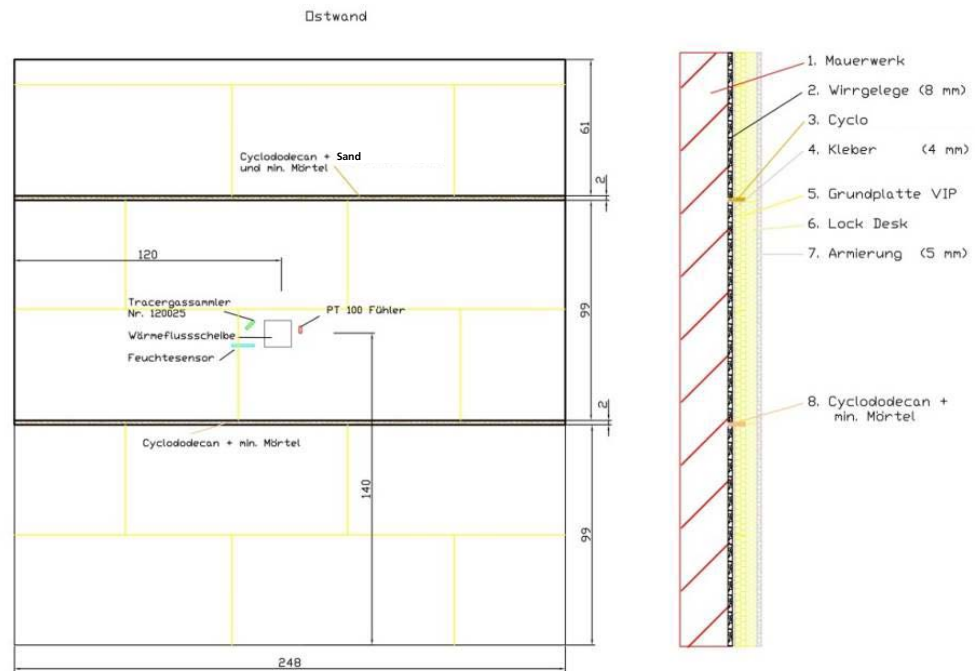 Ostwand
Cyclododecan + Sand
und min. Mörtel
61
2
120
Tracergassammler
Nr. 120025
PT 100 Fühler
Wärmeflussscheibe
Feuchtesensor
99
2
Cyclododecan + min. Mörtel
140
99
248
1. Mauerwerk
2. Wirrgelege (8 mm)
3. Cyclo
4. Kleber (4 mm)
5. Grundplatte VIP
6. Lock Desk
7. Armierung (5 mm)
8. Cyclododecan +
min. Mörtel